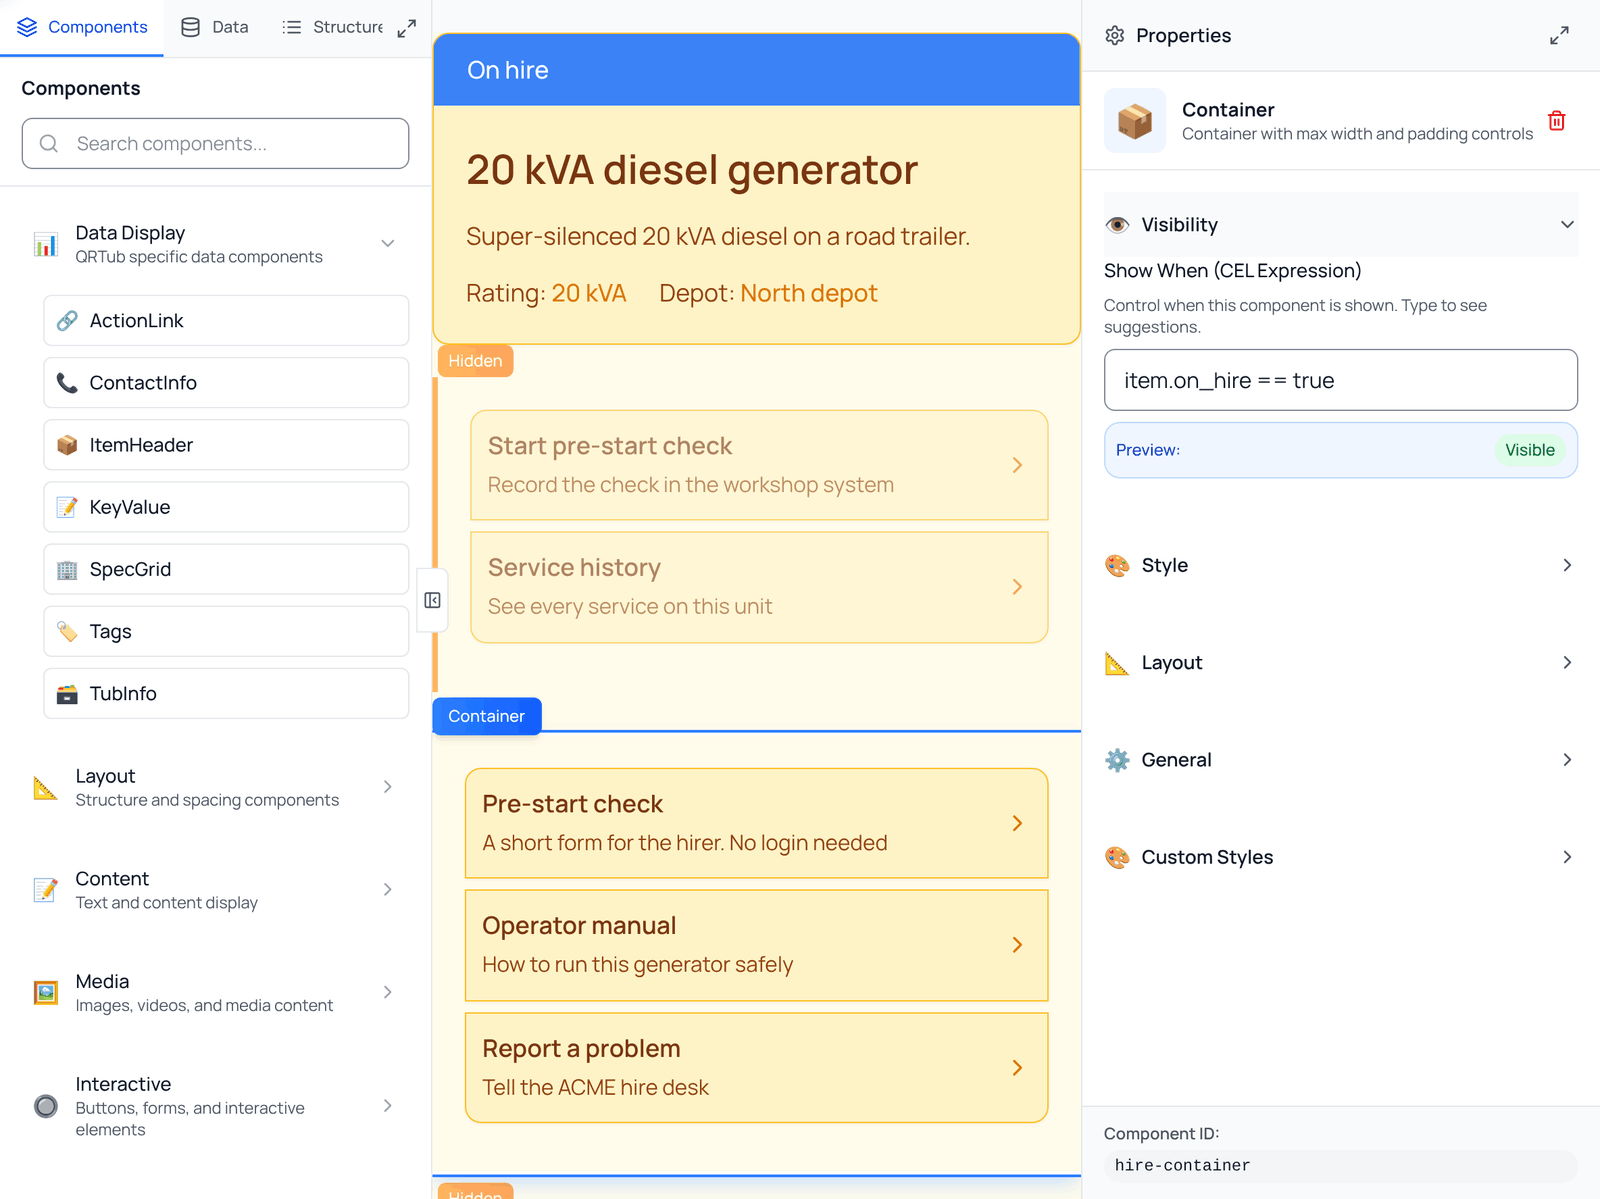 Components
Data
Structure
Components
Search components...
Data Display
QRTub specific data components
ActionLink
ContactInfo
ItemHeader
KeyValue
SpecGrid
Tags
TubInfo
Layout
Structure and spacing components
Content
Text and content display
Media
Images, videos, and media content
Interactive
Buttons, forms, and interactive
elements
On hire
20 kVA diesel generator
Super-silenced 20 kVA diesel on a road trailer.
Rating: 20 kVA Depot: North depot
Hidden
Start pre-start check
Record the check in the workshop system
Service history
See every service on this unit
Container
Pre-start check
A short form for the hirer. No login needed
Operator manual
How to run this generator safely
Report a problem
Tell the ACME hire desk
Hidden
Properties
Container
Container with max width and padding controls
Visibility
Show When (CEL Expression)
Control when this component is shown. Type to see
suggestions.
item.on_hire == true
Preview:
Visible
Style
Layout
General
Custom Styles
Component ID:
hire-container